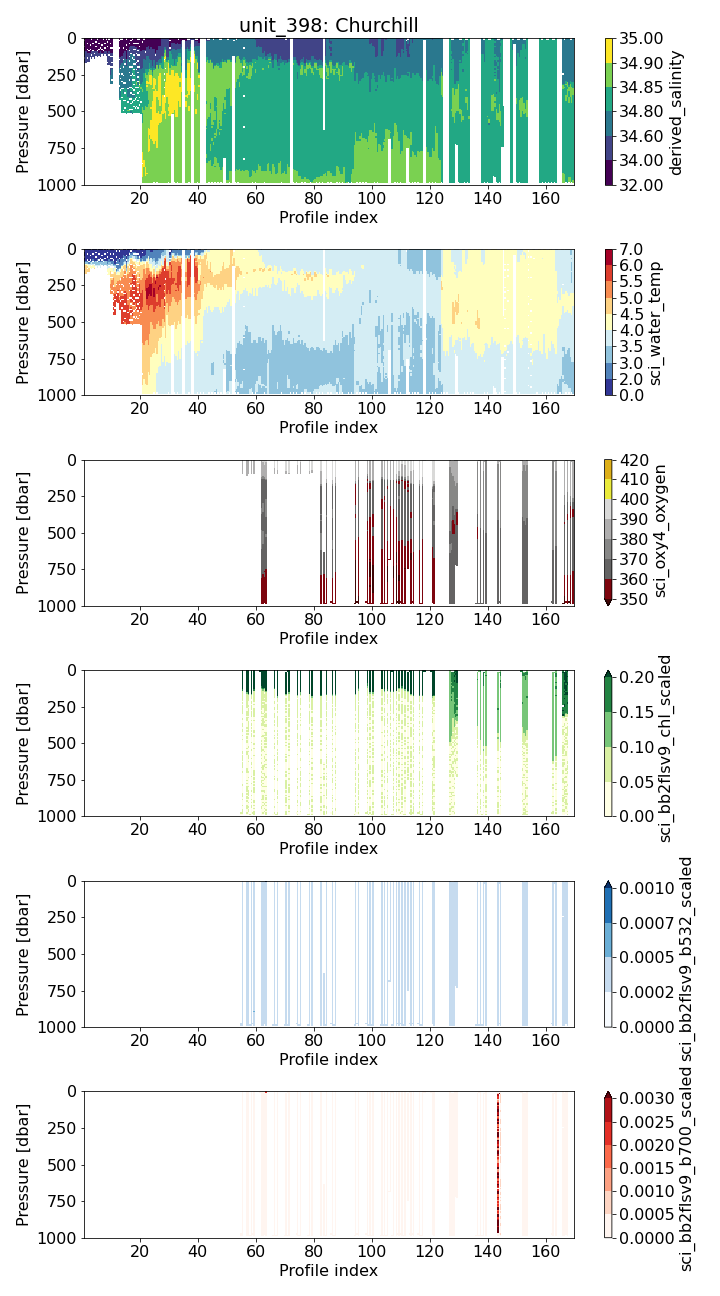 unit_398: Churchill
0
250
500
750
1000
Pressure [dbar]
20 40 60 80 100 120 140 160
Profile index
35.00
34.90
34.85
34.80
34.60
34.00
32.00
derived_salinity
0
250
500
750
1000
Pressure [dbar]
20 40 60 80 100 120 140 160
Profile index
7.0
6.0
5.5
5.0
4.5
4.0
3.5
3.0
2.0
0.0
sci_water_temp
0
250
500
750
1000
Pressure [dbar]
20 40 60 80 100 120 140 160
Profile index
420
410
400
390
380
370
360
350
sci_oxy4_oxygen
0
250
500
750
1000
Pressure [dbar]
20 40 60 80 100 120 140 160
Profile index
0.20
0.15
0.10
0.05
0.00
sci_bb2flsv9_chl_scaled
0
250
500
750
1000
Pressure [dbar]
20 40 60 80 100 120 140 160
Profile index
0.0010
0.0007
0.0005
0.0002
0.0000
sci_bb2flsv9_b532_scaled
0
250
500
750
1000
Pressure [dbar]
20 40 60 80 100 120 140 160
Profile index
0.0030
0.0025
0.0020
0.0015
0.0010
0.0005
0.0000
sci_bb2flsv9_b700_scaled